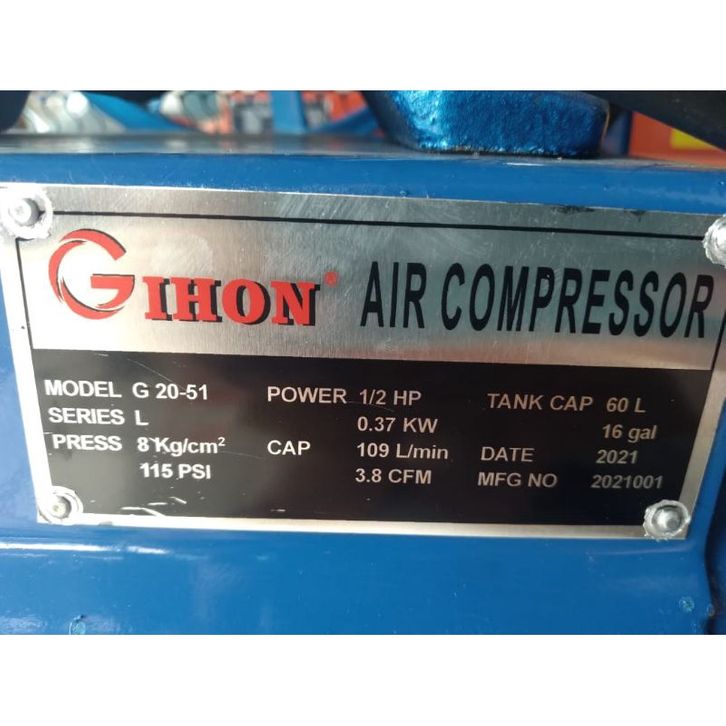 GIHON® AIR COMPRESSOR
MODEL G 20-51 POWER 1/2 HP TANK CAP 60 L
SERIES L 0.37 KW 16 gal
PRESS 8 Kg/cm² CAP 109 L/min DATE 2021
115 PSI 3.8 CFM MFG NO 2021001